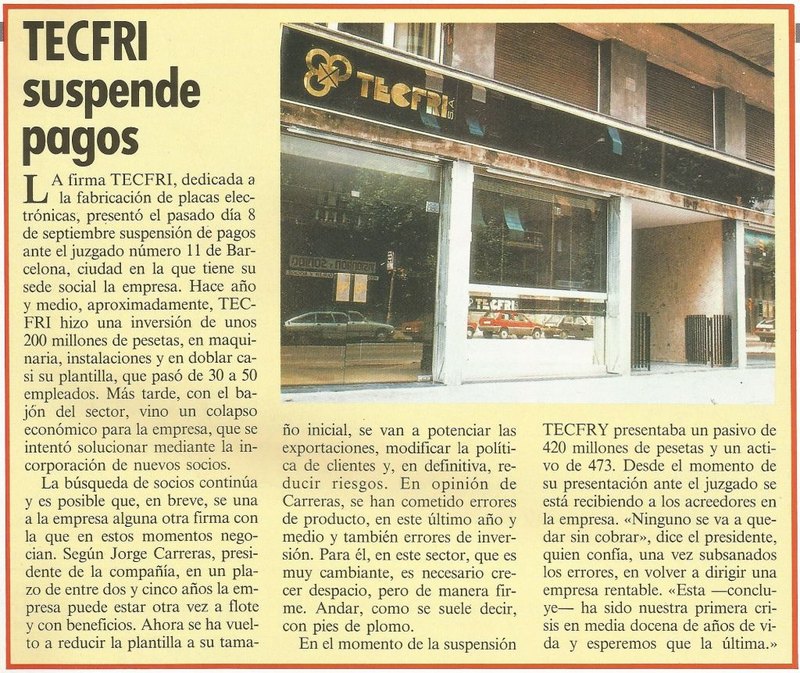 TECFRI
suspende
pagos
LA firma TECFRI, dedicada a
la fabricación de placas elec-
trónicas, presentó el pasado día 8
de septiembre suspensión de pagos
ante el juzgado número 11 de Bar-
celona, ciudad en la que tiene su
sede social la empresa. Hace año
y medio, aproximadamente, TEC-
FRI hizo una inversión de unos
200 millones de pesetas, en maqui-
naria, instalaciones y en doblar ca-
si su plantilla, que pasó de 30 a 50
empleados. Más tarde, con el ba-
jón del sector, vino un colapso
económico para la empresa, que se
intentó solucionar mediante la in-
corporación de nuevos socios.
La búsqueda de socios continúa
y es posible que, en breve, se una
a la empresa alguna otra firma con
la que en estos momentos nego-
cian. Según Jorge Carreras, presi-
dente de la compañía, en un pla-
zo de entre dos y cinco años la em-
presa puede estar otra vez a flote
y con beneficios. Ahora se ha vuel-
to a reducir la plantilla a su tama-
TECFRI SA
TECFRI
ño inicial, se van a potenciar las
exportaciones, modificar la políti-
ca de clientes y, en definitiva, re-
ducir riesgos. En opinión de
Carreras, se han cometido errores
de producto, en este último año y
medio y también errores de inver-
sión. Para él, en este sector, que es
muy cambiante, es necesario cre-
cer despacio, pero de manera fir-
me. Andar, como se suele decir,
con pies de plomo.
En el momento de la suspensión
TECFRY presentaba un pasivo de
420 millones de pesetas y un acti-
vo de 473. Desde el momento de
su presentación ante el juzgado se
está recibiendo a los acreedores en
la empresa. «Ninguno se va a que-
dar sin cobrar», dice el presidente,
quien confía, una vez subsanados
los errores, en volver a dirigir una
empresa rentable. «Esta —conclu-
ye— ha sido nuestra primera cri-
sis en media docena de años de vi-
da y esperemos que la última.»